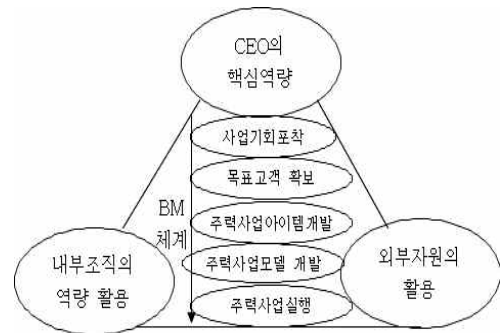 CEO의
핵심역량
사업기회포착
목표고객 확보
BM
체계
주력사업아이템개발
주력사업모델 개발
주력사업실행
내부조직의
역량 활용
외부자원의
활용